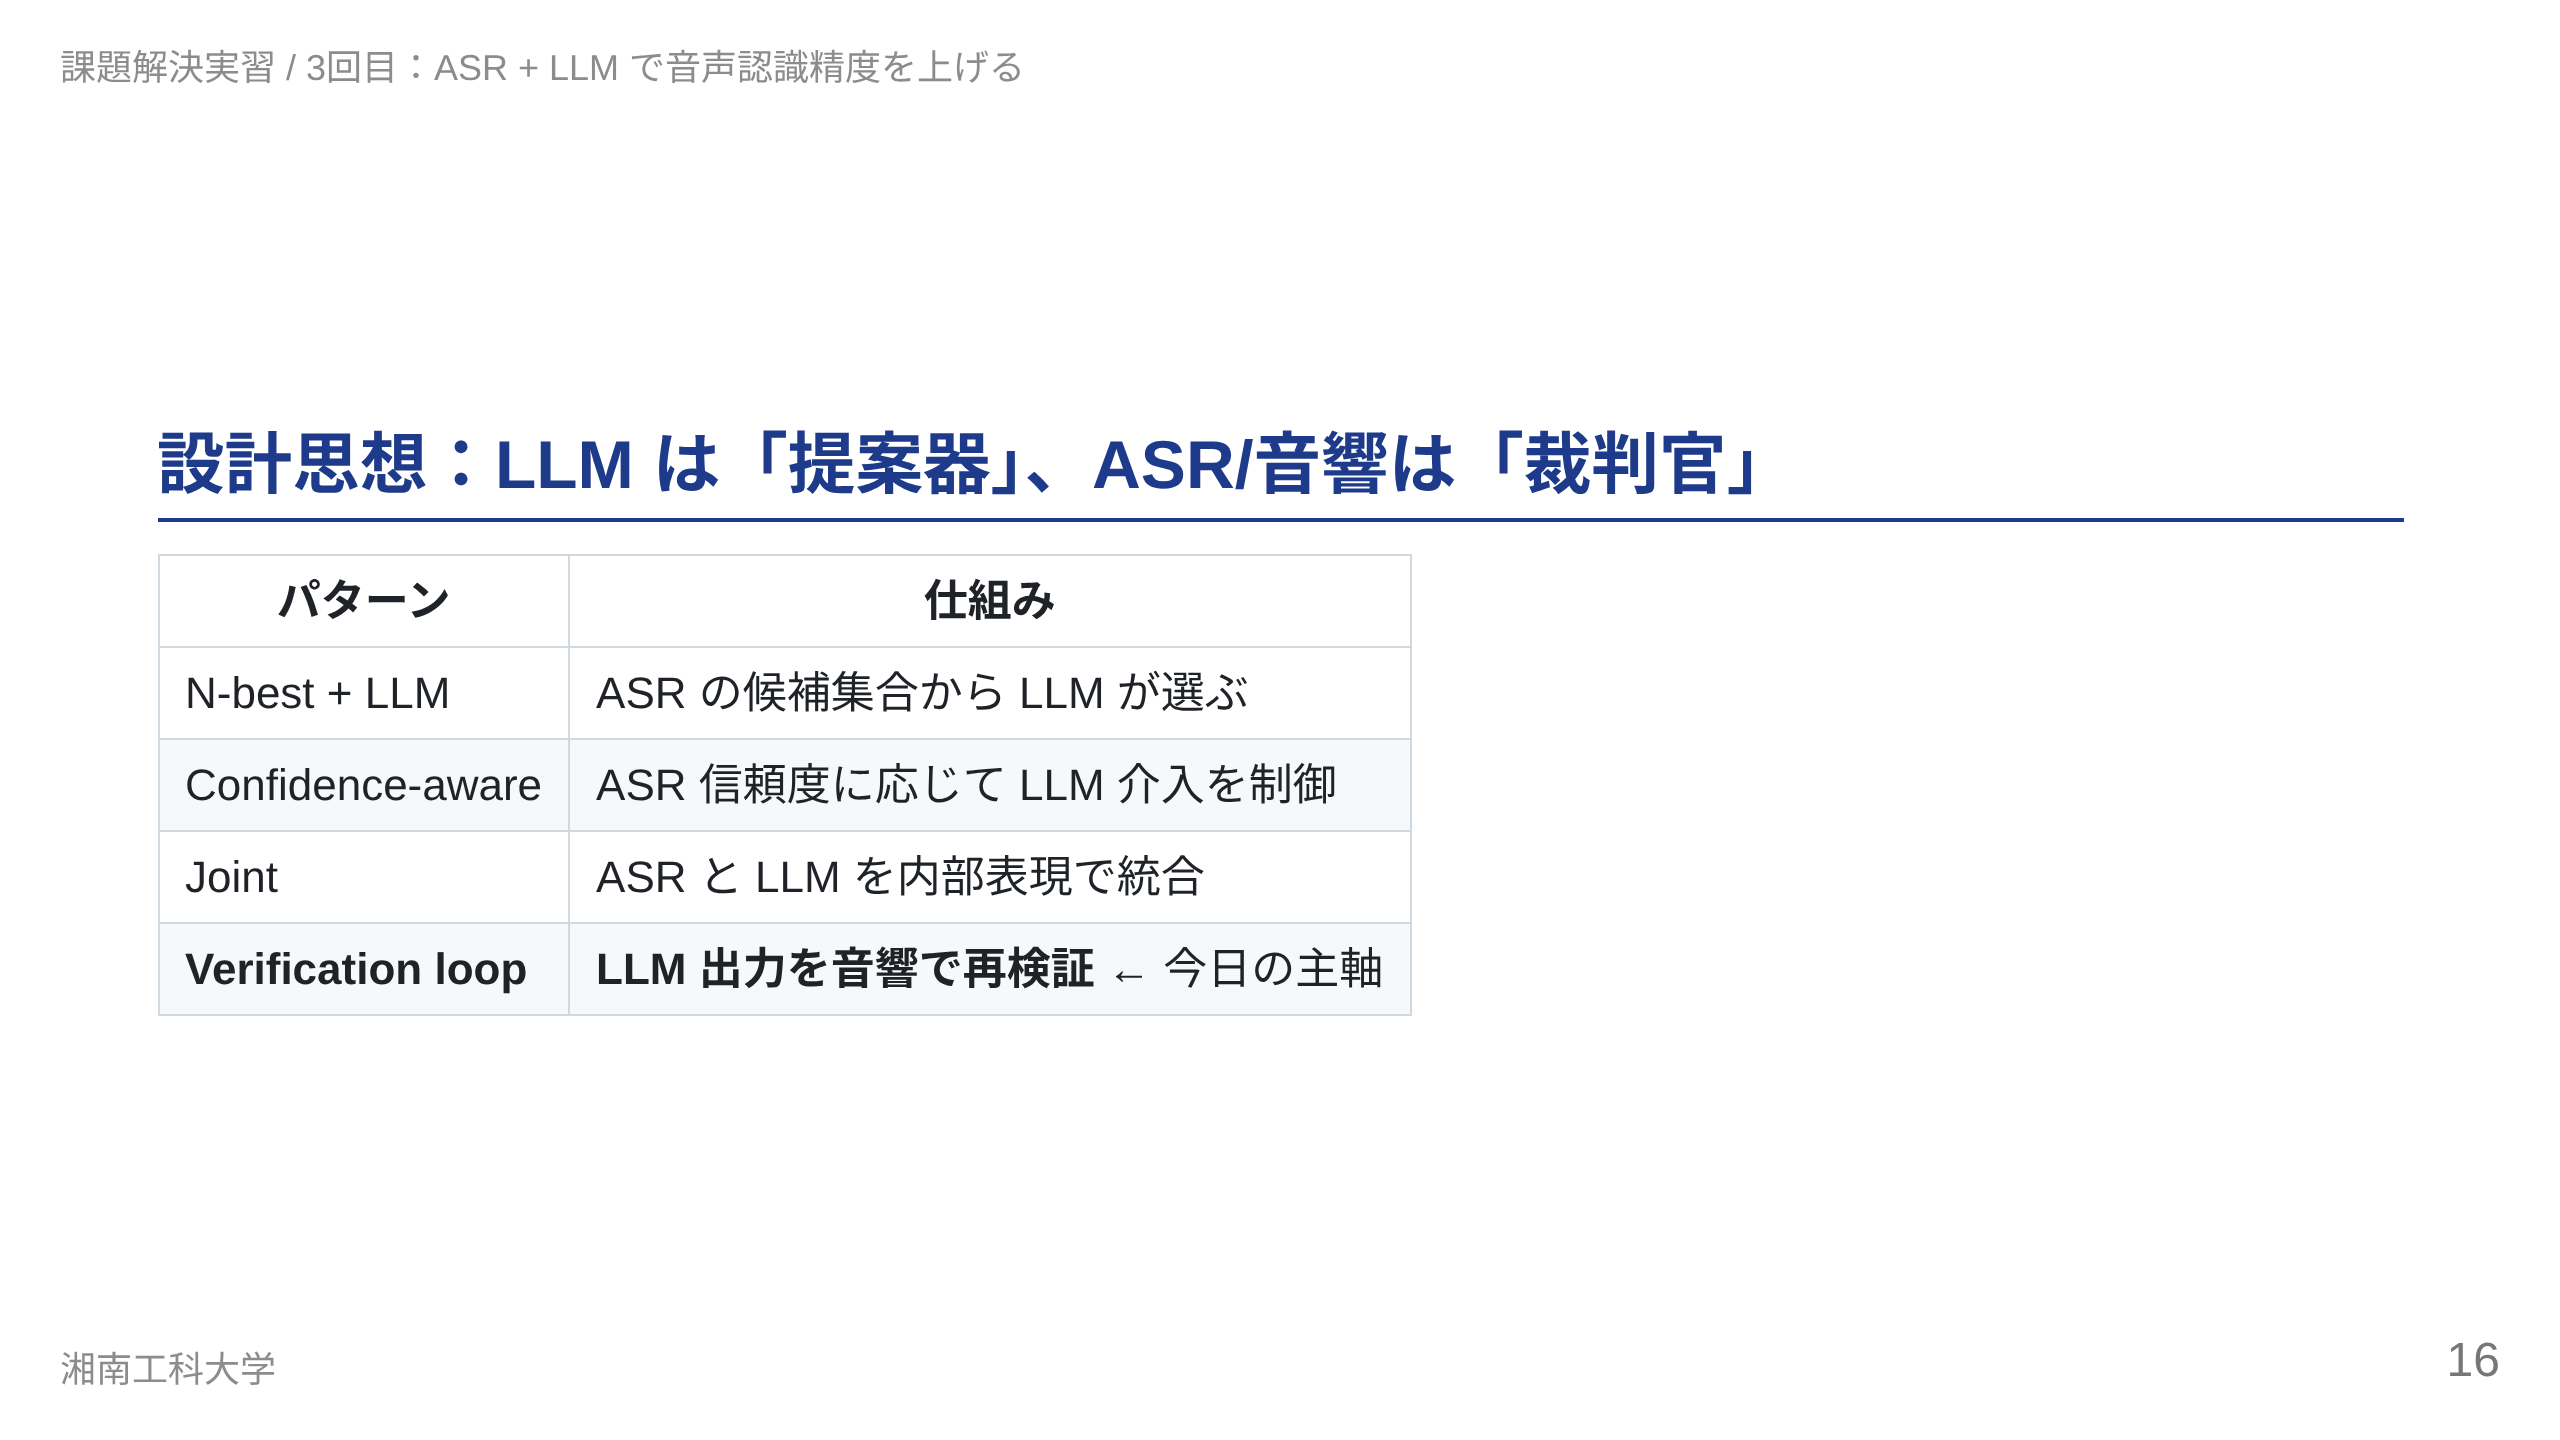 課題解決実習 / 3回目：ASR + LLM で音声認識精度を上げる
設計思想：LLM は「提案器」、ASR/音響は「裁判官」
パターン 仕組み
N-best + LLM ASR の候補集合から LLM が選ぶ
Confidence-aware ASR 信頼度に応じて LLM 介入を制御
Joint ASR と LLM を内部表現で統合
Verification loop LLM 出力を音響で再検証 ← 今日の主軸
湘南工科大学
16